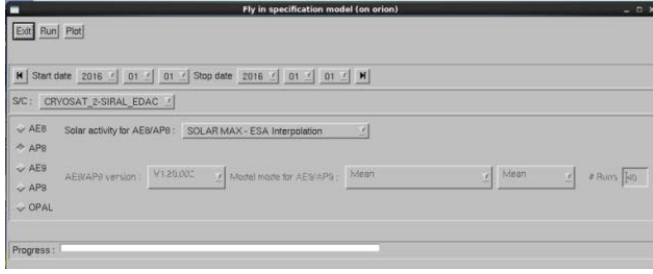 Fly in specification model (on orion)
Exit Run Plot
Start date 2016 01 01 Stop date 2016 01 01
S/C : CRYOSAT_2-SIRAL_EDAC
AE8 Solar activity for AE8/AP8 : SOLAR MAX - ESA Interpolation
AP8
AE9
AE9/AP9 version : V1.20.002 Model mode for AE9/AP9 : Mean Mean # Runs 40
AP9
OPAL
Progress :